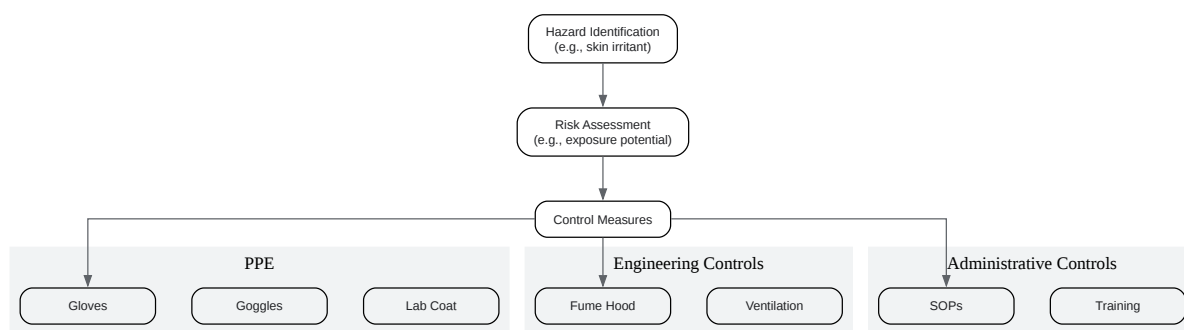 Hazard Identification
(e.g., skin irritant)
Risk Assessment
(e.g., exposure potential)
Control Measures
PPE
Engineering Controls
Administrative Controls
Gloves
Goggles
Lab Coat
Fume Hood
Ventilation
SOPs
Training